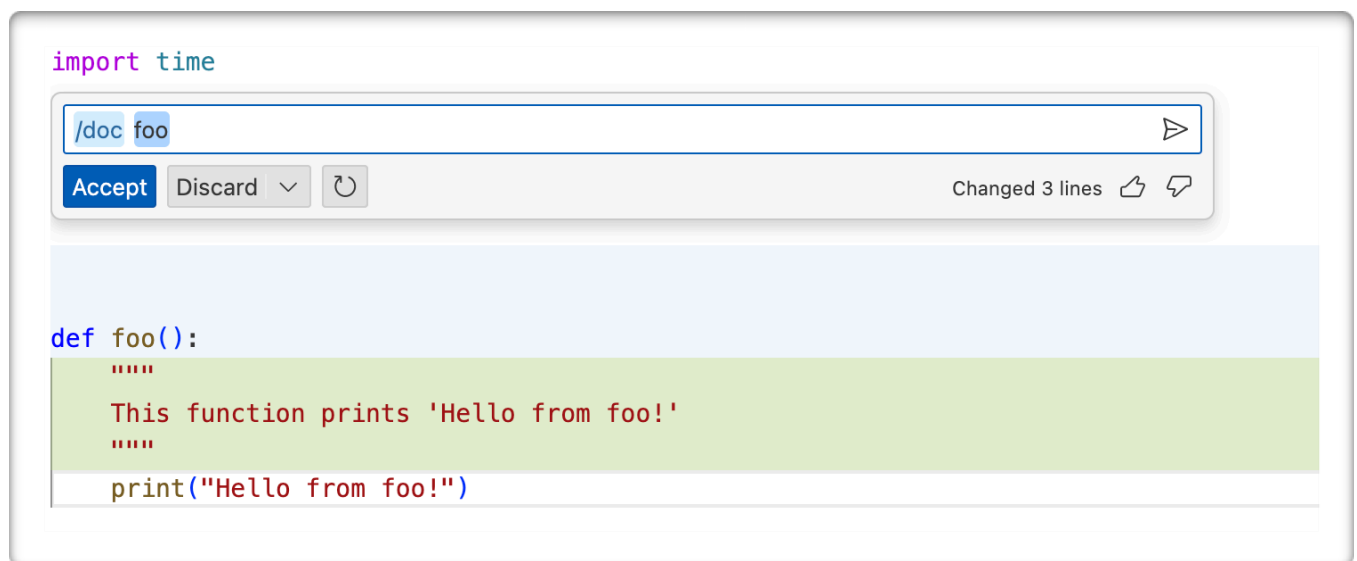 import time
/doc foo
Accept Discard Changed 3 lines
def foo():
    """
    This function prints 'Hello from foo!'
    """
    print("Hello from foo!")